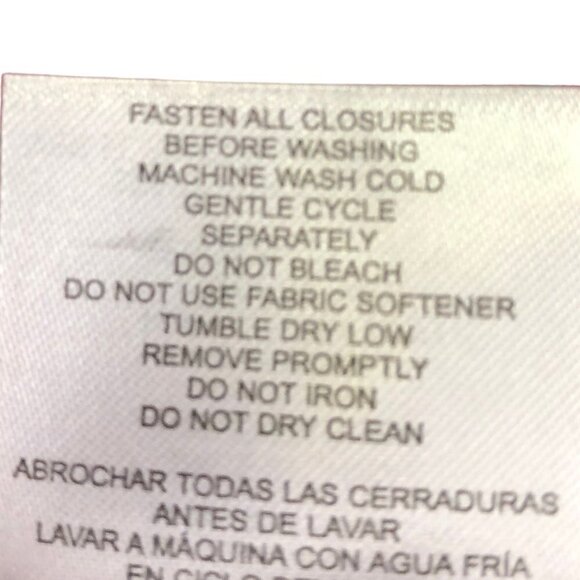 FASTEN ALL CLOSURES
BEFORE WASHING
MACHINE WASH COLD
GENTLE CYCLE
SEPARATELY
DO NOT BLEACH
DO NOT USE FABRIC SOFTENER
TUMBLE DRY LOW
REMOVE PROMPTLY
DO NOT IRON
DO NOT DRY CLEAN
ABROCHAR TODAS LAS CERRADURAS
ANTES DE LAVAR
LAVAR A MÁQUINA CON AGUA FRÍA
EN CICLO